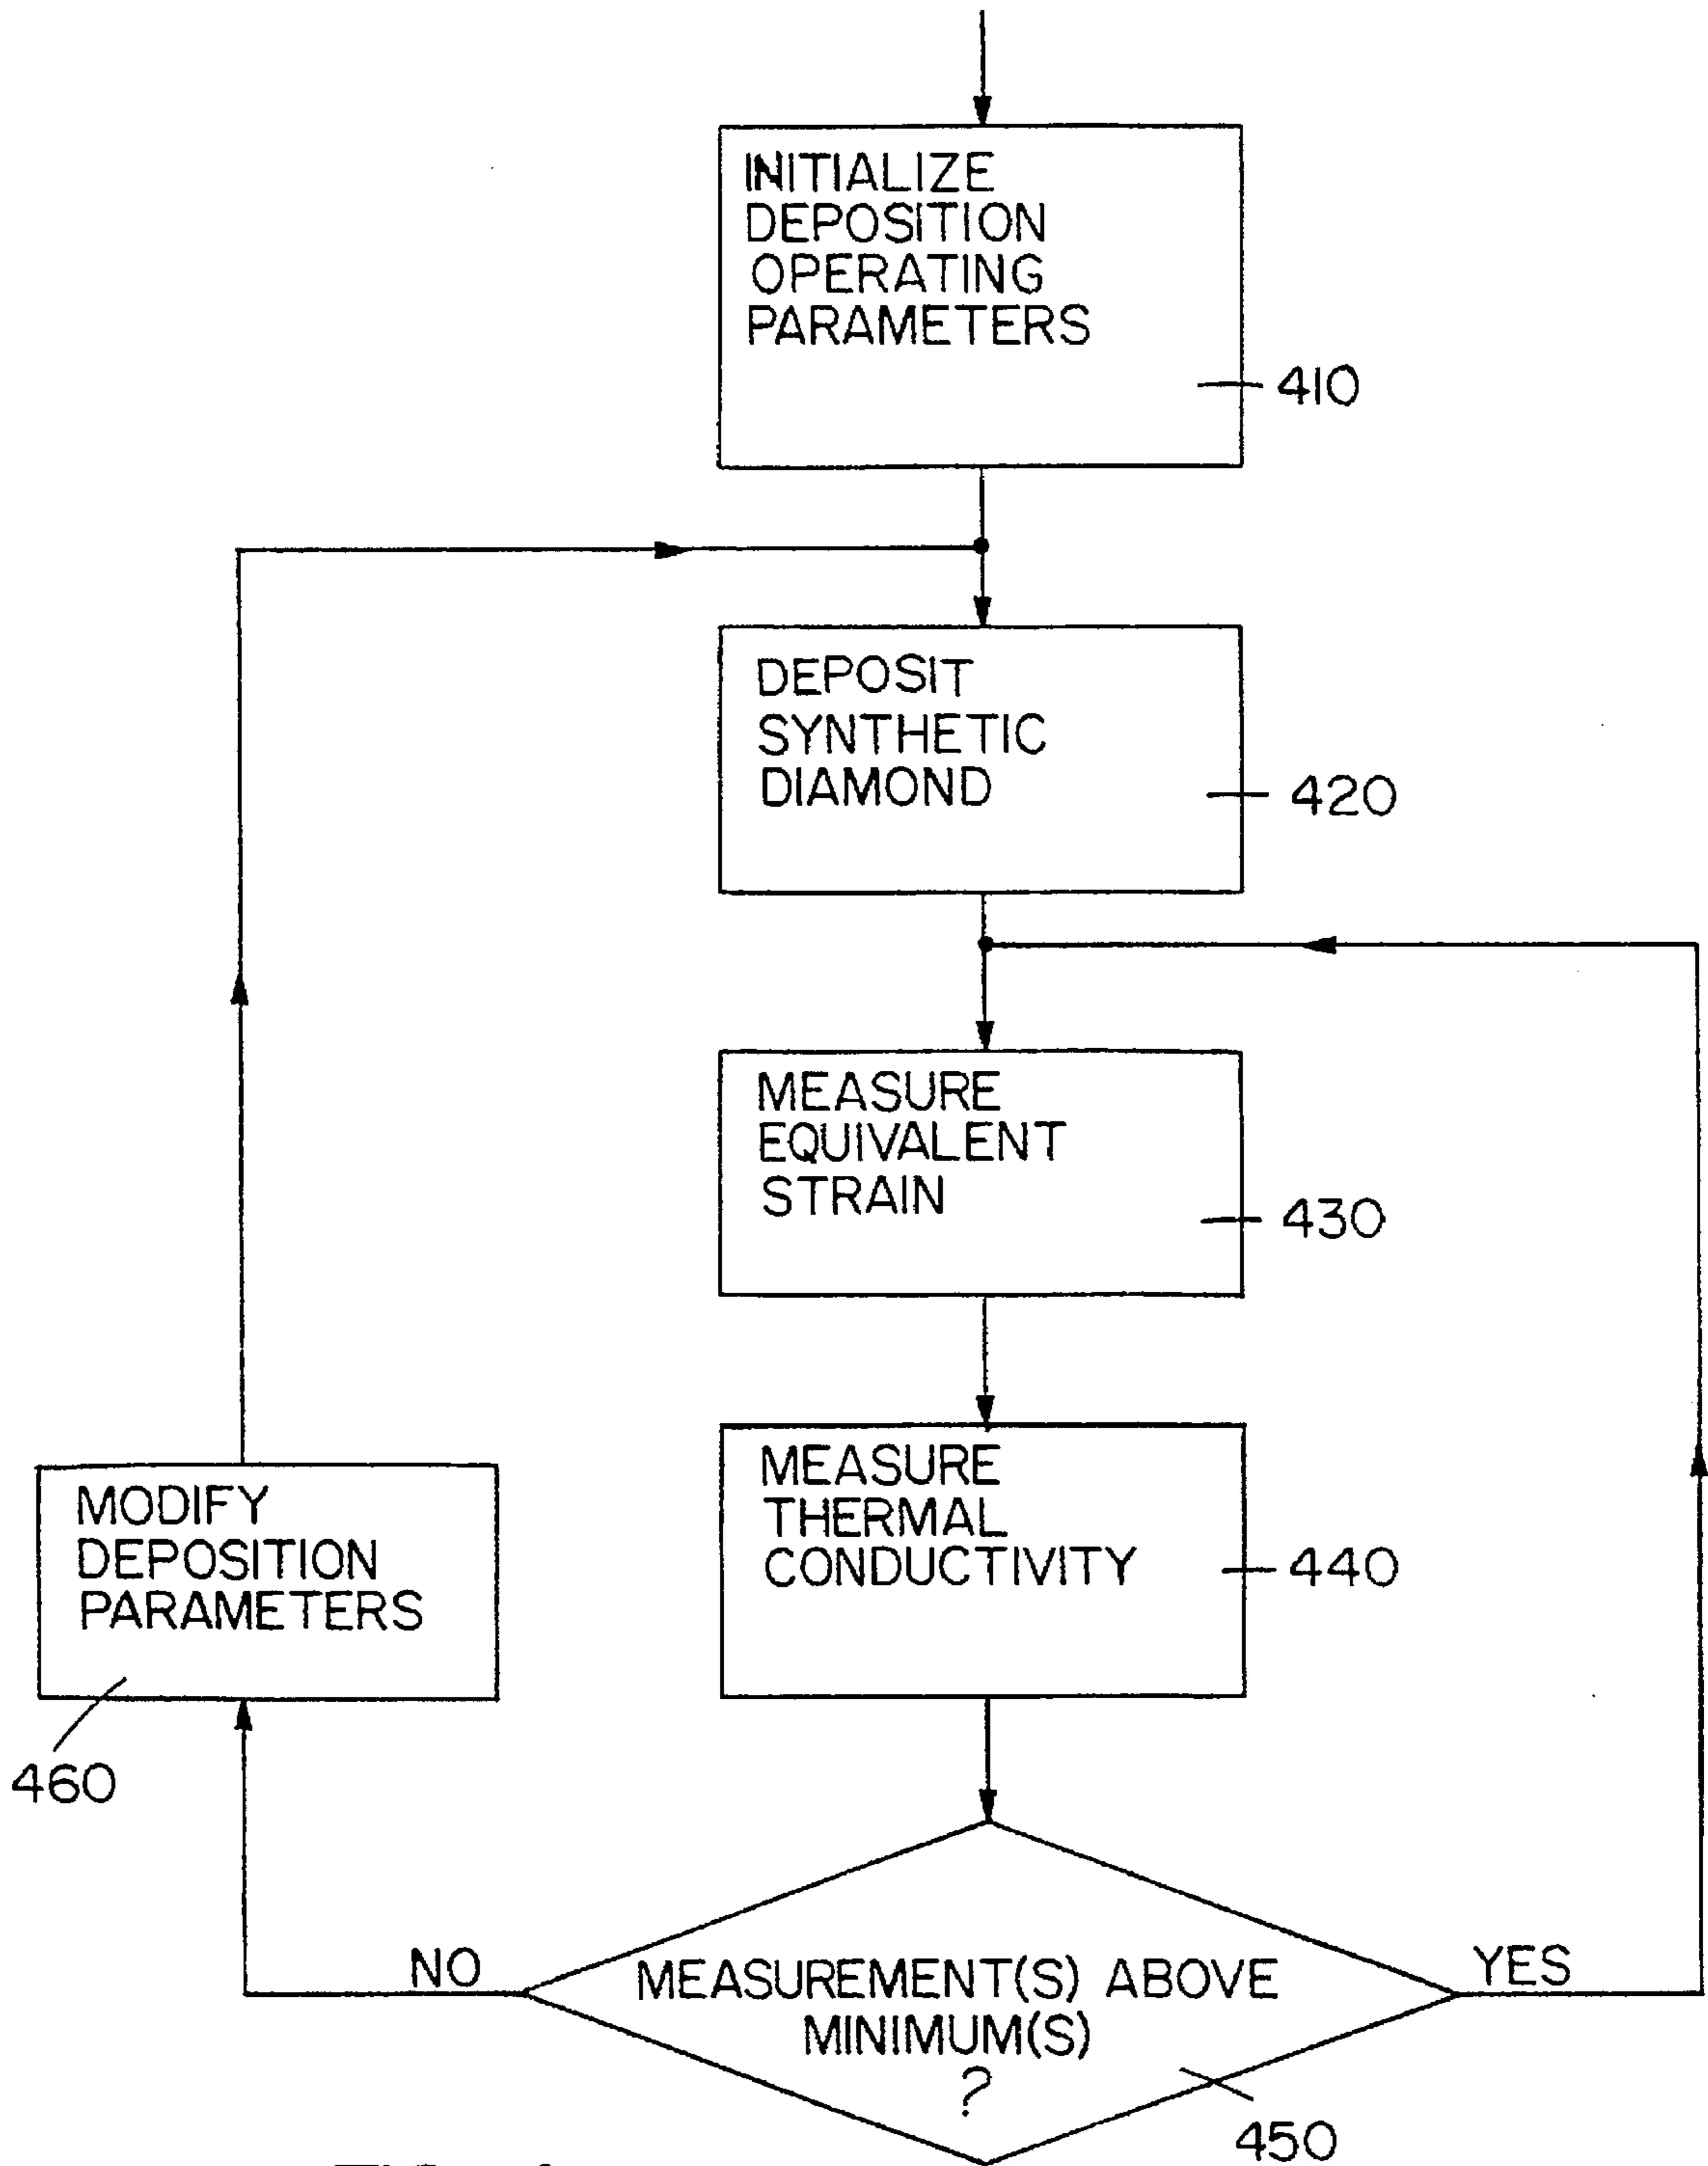 INITIALIZE
DEPOSITION
OPERATING
PARAMETERS
410
DEPOSIT
SYNTHETIC
DIAMOND
420
MEASURE
EQUIVALENT
STRAIN
430
MEASURE
THERMAL
CONDUCTIVITY
440
MODIFY
DEPOSITION
PARAMETERS
460
NO
MEASUREMENT(S) ABOVE
MINIMUM(S)
?
YES
450